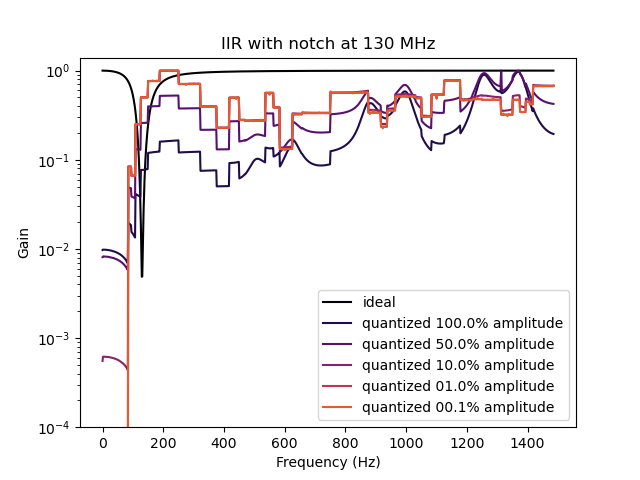 IIR with notch at 130 MHz
10⁰
10⁻¹
10⁻²
10⁻³
10⁻⁴
Gain
0
200
400
600
800
1000
1200
1400
Frequency (Hz)
ideal
quantized 100.0% amplitude
quantized 50.0% amplitude
quantized 10.0% amplitude
quantized 01.0% amplitude
quantized 00.1% amplitude